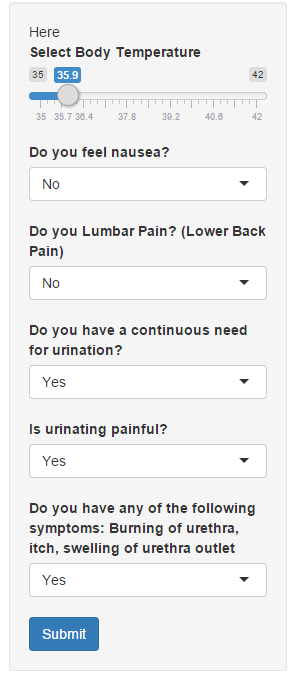 Here
Select Body Temperature
35 35.9 42
35 35.7 36.4 37.8 39.2 40.6 42
Do you feel nausea?
No
Do you Lumbar Pain? (Lower Back
Pain)
No
Do you have a continuous need
for urination?
Yes
Is urinating painful?
Yes
Do you have any of the following
symptoms: Burning of urethra,
itch, swelling of urethra outlet
Yes
Submit